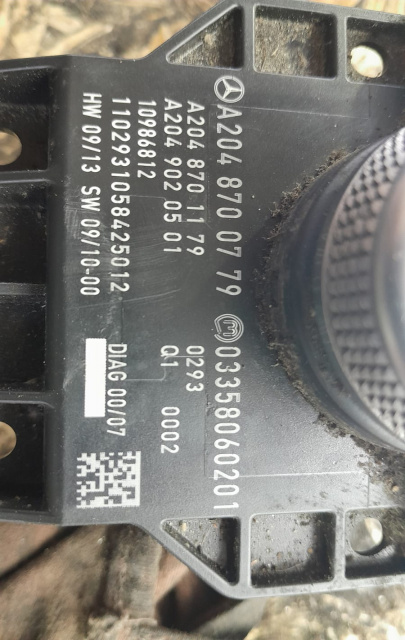 A204 870 07 79 03358060201
A204 870 11 79 0293
A204 902 05 01 Q1 0002
10986812
1102931058425012 DIAG 00/07
HW 09/13 SW 09/10-00